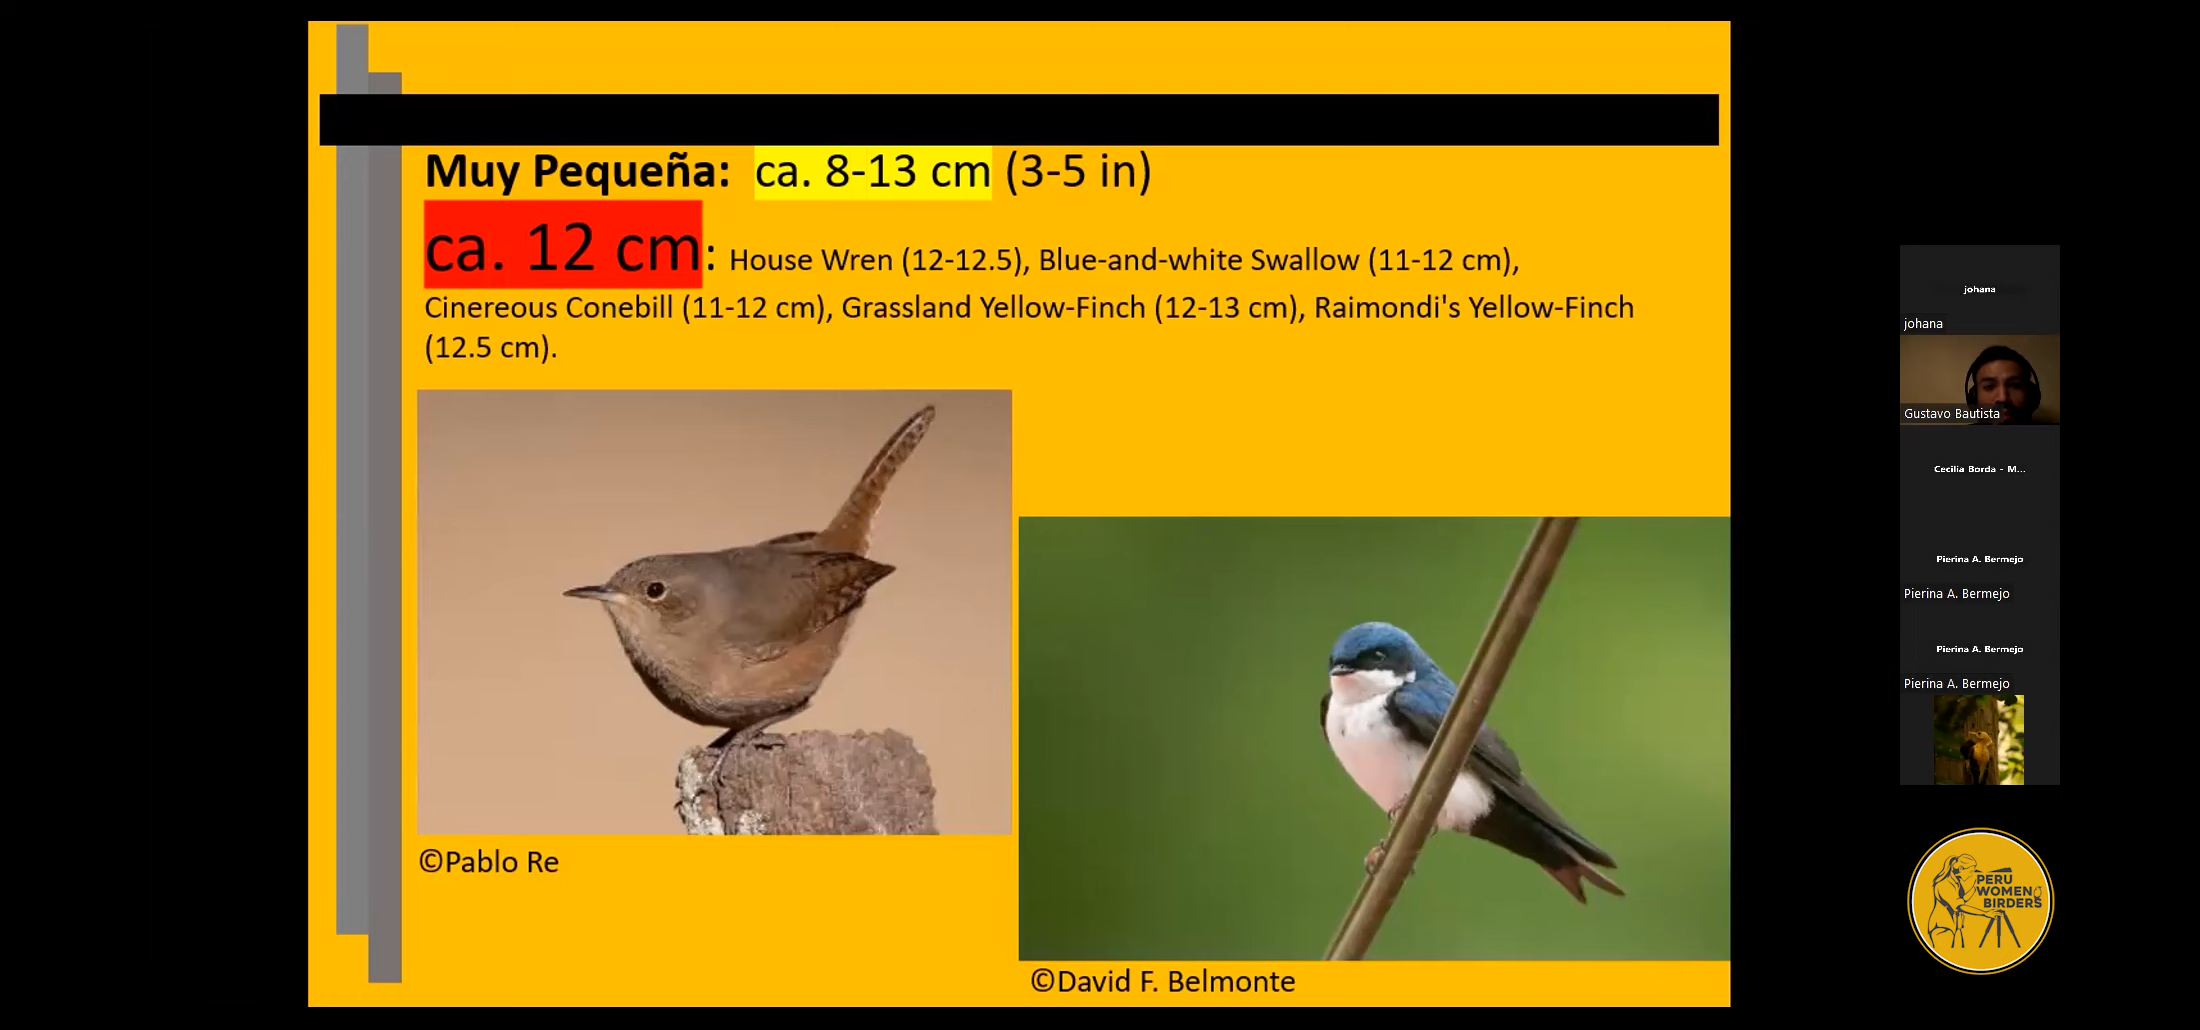 Muy Pequeña: ca. 8-13 cm (3-5 in)
ca. 12 cm: House Wren (12-12.5), Blue-and-white Swallow (11-12 cm),
Cinereous Conebill (11-12 cm), Grassland Yellow-Finch (12-13 cm), Raimondi's Yellow-Finch
(12.5 cm).
©Pablo Re
©David F. Belmonte
johana
johana
Gustavo Bautista
Cecilia Borda - M...
Pierina A. Bermejo
Pierina A. Bermejo
Pierina A. Bermejo
Pierina A. Bermejo
PERU
WOMEN
BIRDERS